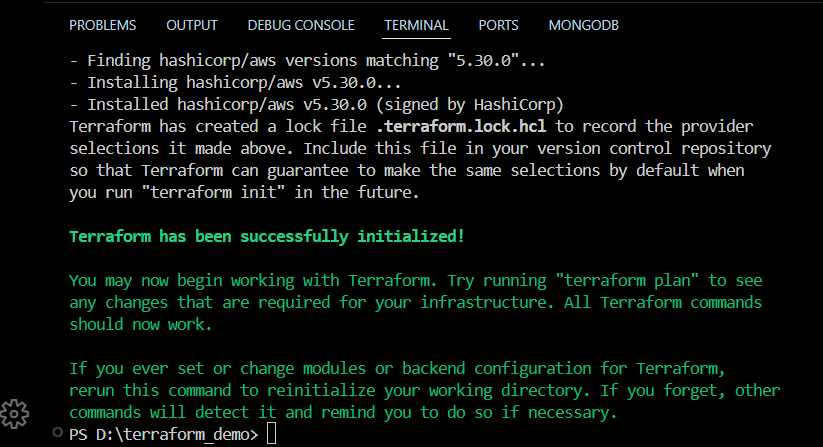 PROBLEMS OUTPUT DEBUG CONSOLE TERMINAL PORTS MONGODB
- Finding hashicorp/aws versions matching "5.30.0"...
- Installing hashicorp/aws v5.30.0...
- Installed hashicorp/aws v5.30.0 (signed by HashiCorp)
Terraform has created a lock file .terraform.lock.hcl to record the provider
selections it made above. Include this file in your version control repository
so that Terraform can guarantee to make the same selections by default when
you run "terraform init" in the future.
Terraform has been successfully initialized!
You may now begin working with Terraform. Try running "terraform plan" to see
any changes that are required for your infrastructure. All Terraform commands
should now work.
If you ever set or change modules or backend configuration for Terraform,
rerun this command to reinitialize your working directory. If you forget, other
commands will detect it and remind you to do so if necessary.
PS D:\terraform_demo>